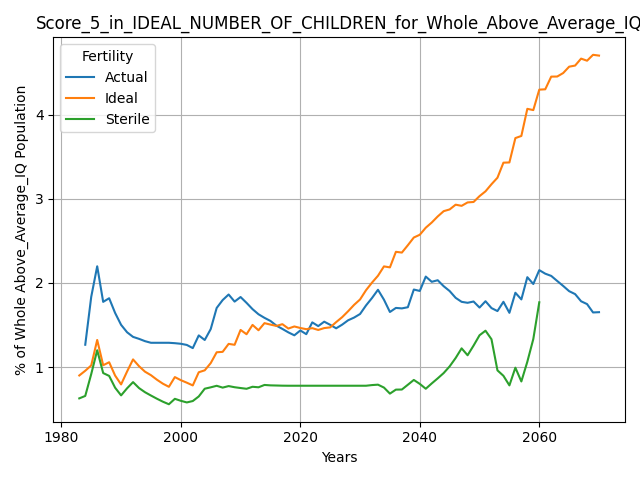 Score_5_in_IDEAL_NUMBER_OF_CHILDREN_for_Whole_Above_Average_IQ
Fertility
Actual
Ideal
Sterile
% of Whole Above_Average_IQ Population
4
3
2
1
1980 2000 2020 2040 2060
Years